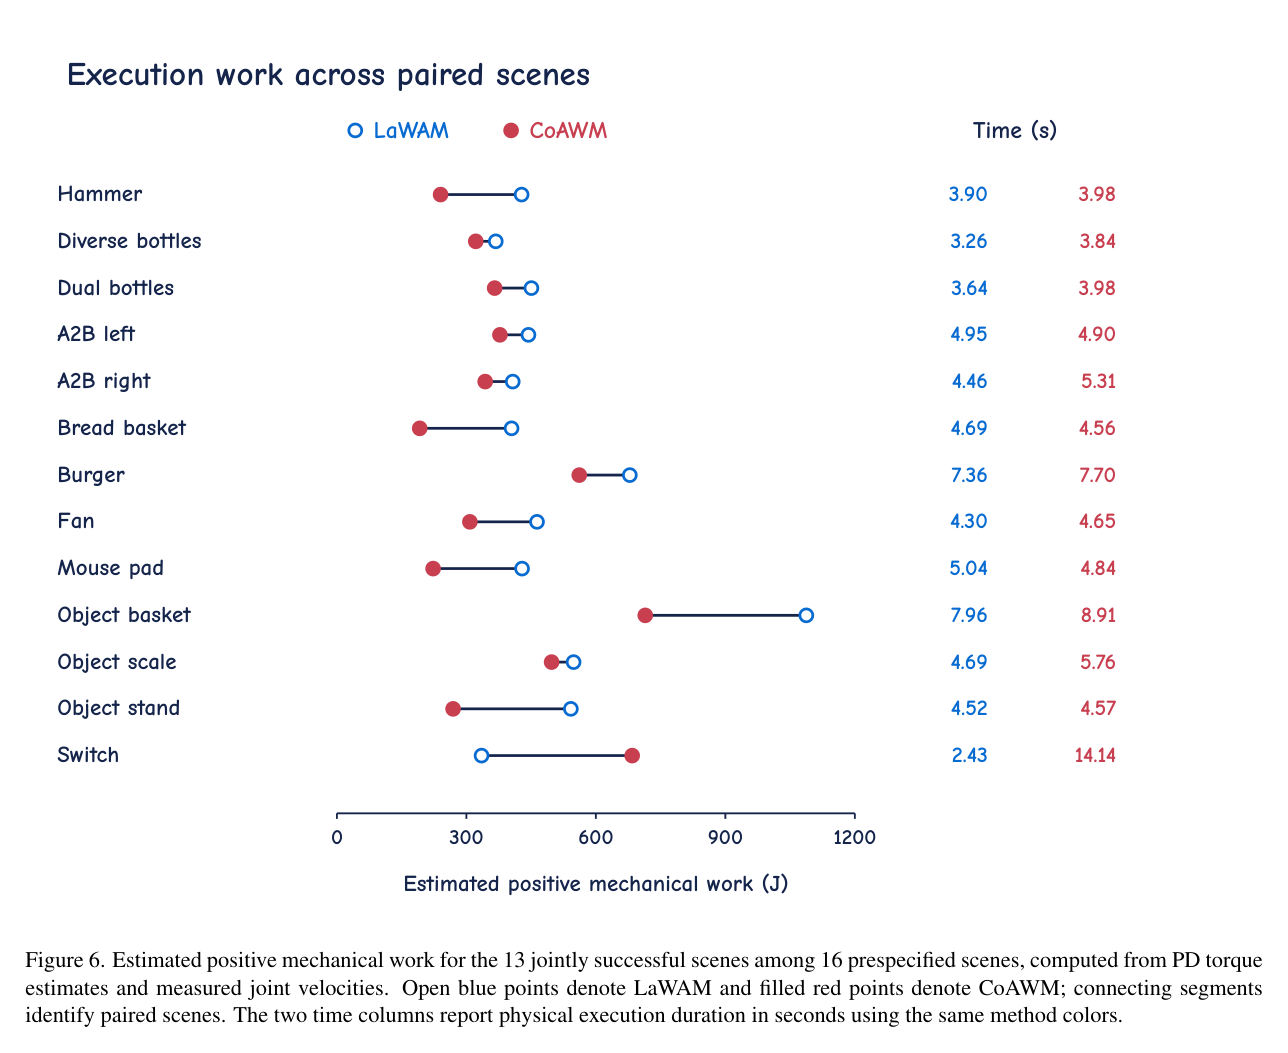 Execution work across paired scenes
LaWAM CoAWM Time (s)
Hammer 3.90 3.98
Diverse bottles 3.26 3.84
Dual bottles 3.64 3.98
A2B left 4.95 4.90
A2B right 4.46 5.31
Bread basket 4.69 4.56
Burger 7.36 7.70
Fan 4.30 4.65
Mouse pad 5.04 4.84
Object basket 7.96 8.91
Object scale 4.69 5.76
Object stand 4.52 4.57
Switch 2.43 14.14
0 300 600 900 1200
Estimated positive mechanical work (J)
Figure 6. Estimated positive mechanical work for the 13 jointly successful scenes among 16 prespecified scenes, computed from PD torque
estimates and measured joint velocities. Open blue points denote LaWAM and filled red points denote CoAWM; connecting segments
identify paired scenes. The two time columns report physical execution duration in seconds using the same method colors.